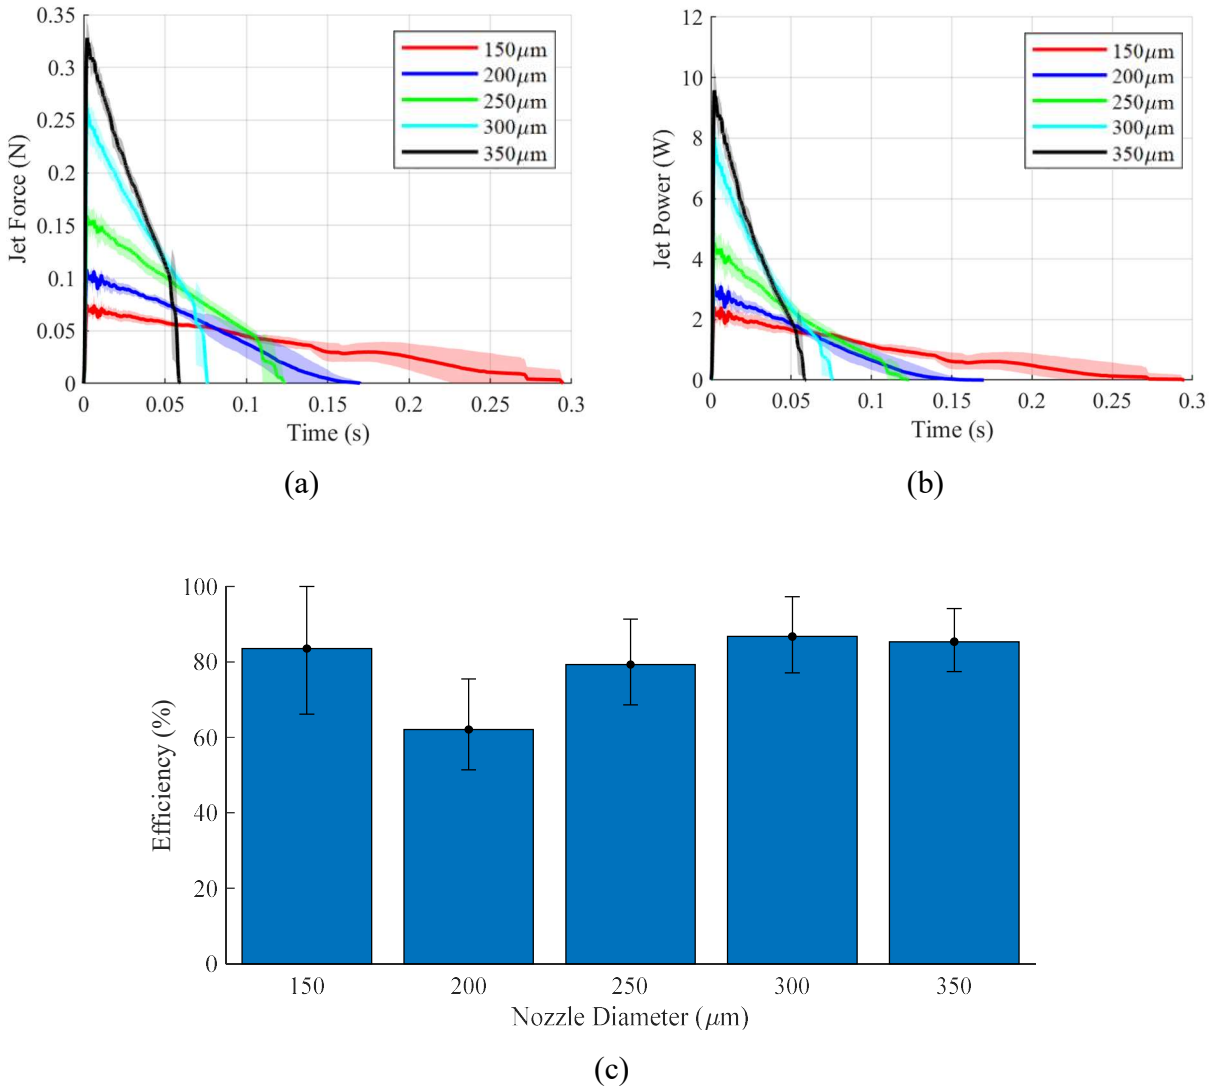 0.35
0.3
0.25
0.2
0.15
0.1
0.05
0
Jet Force (N)
150μm
200μm
250μm
300μm
350μm
0 0.05 0.1 0.15 0.2 0.25 0.3
Time (s)
(a)
12
10
8
6
4
2
0
Jet Power (W)
150μm
200μm
250μm
300μm
350μm
0 0.05 0.1 0.15 0.2 0.25 0.3
Time (s)
(b)
100
80
60
40
20
0
Efficiency (%)
150 200 250 300 350
Nozzle Diameter (μm)
(c)